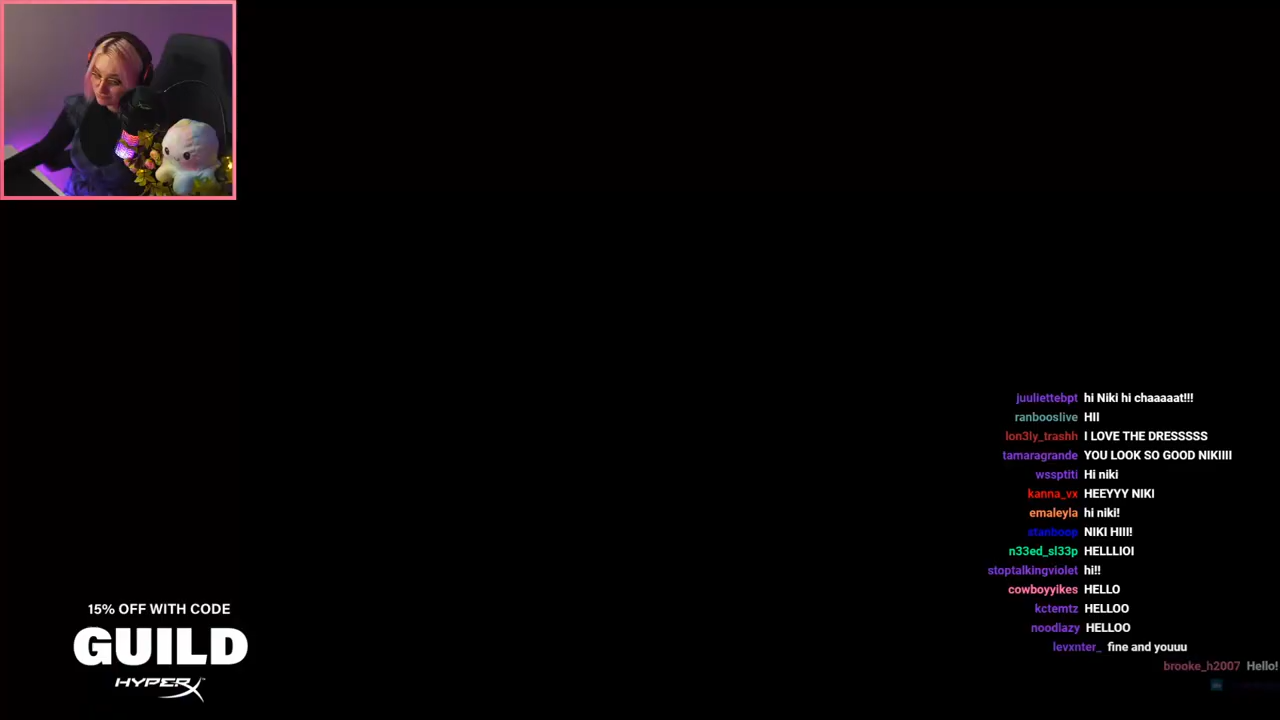 juuliettebpt hi Niki hi chaaaaat!!!
ranbooslive HII
lon3ly_trashh I LOVE THE DRESSSSS
tamaragrande YOU LOOK SO GOOD NIKIIII
wssptiti Hi niki
kanna_vx HEEYYY NIKI
emaleyla hi niki!
stanboop NIKI HIII!
n33ed_sl33p HELLLIOI
stoptalkingviolet hi!!
cowboyyikes HELLO
kctemtz HELLOO
noodlazy HELLOO
levxnter_ fine and youuu
brooke_h2007 Hello!
15% OFF WITH CODE
GUILD
HYPERX